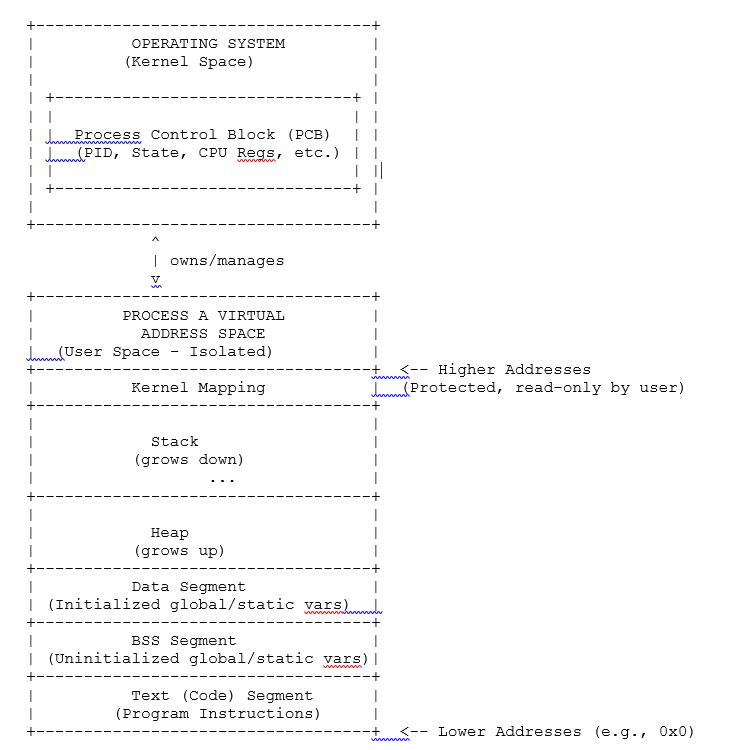 +--------------------------------------+
|           OPERATING SYSTEM          |
|          (Kernel Space)             |
|                                     |
| +---------------------------------+ |
| |                                 | |
| |  Process Control Block (PCB)    | |
| |  (PID, State, CPU Regs, etc.) | |
| |                                 | |
| +---------------------------------+ |
|                                     |
+--------------------------------------+
^
| owns/manages
v
+--------------------------------------+
|          PROCESS A VIRTUAL          |
|            ADDRESS SPACE            |
|   (User Space - Isolated)           |
+--------------------------------------+  <-- Higher Addresses
|           Kernel Mapping            |  (Protected, read-only by user)
+--------------------------------------+
|                                     |
|             Stack                   |
|           (grows down)              |
|                   ...               |
+--------------------------------------+
|                                     |
|             Heap                    |
|           (grows up)                |
+--------------------------------------+
|           Data Segment              |
| (Initialized global/static vars)
+--------------------------------------+
|           BSS Segment               |
| (Uninitialized global/static vars)|
+--------------------------------------+
|           Text (Code) Segment       |
|         (Program Instructions)      |
+--------------------------------------+  <-- Lower Addresses (e.g., 0x0)